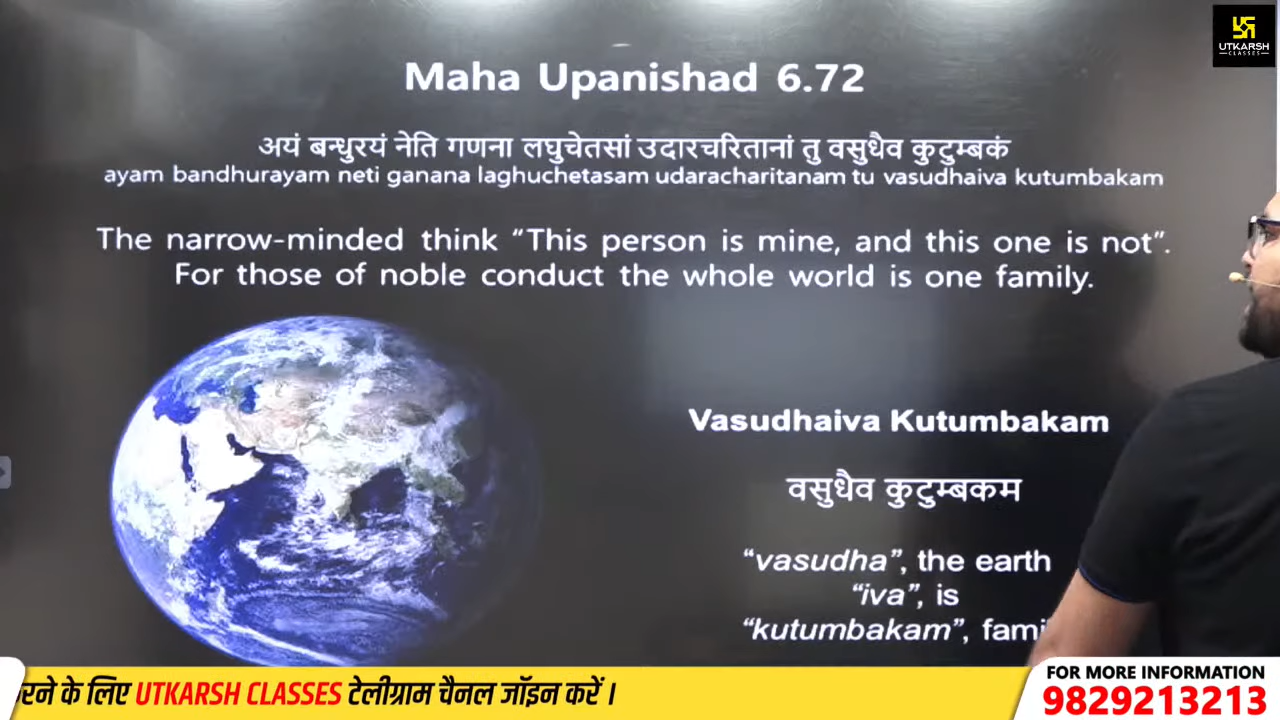 UTKARSH
CLASSES
Maha Upanishad 6.72
अयं बन्धुरयं नेति गणना लघुचेतसां उदारचरितानां तु वसुधैव कुटुम्बकं
ayam bandhurayam neti ganana laghuchetasam udaracharitanam tu vasudhaiva kutumbakam
The narrow-minded think “This person is mine, and this one is not”.
For those of noble conduct the whole world is one family.
Vasudhaiva Kutumbakam
वसुधैव कुटुम्बकम
“vasudha”, the earth
“iva”, is
“kutumbakam”,
के लिए UTKARSH CLASSES टेलीग्राम चैनल जॉइन करें ।
FOR MORE INFORMATION
9829213213